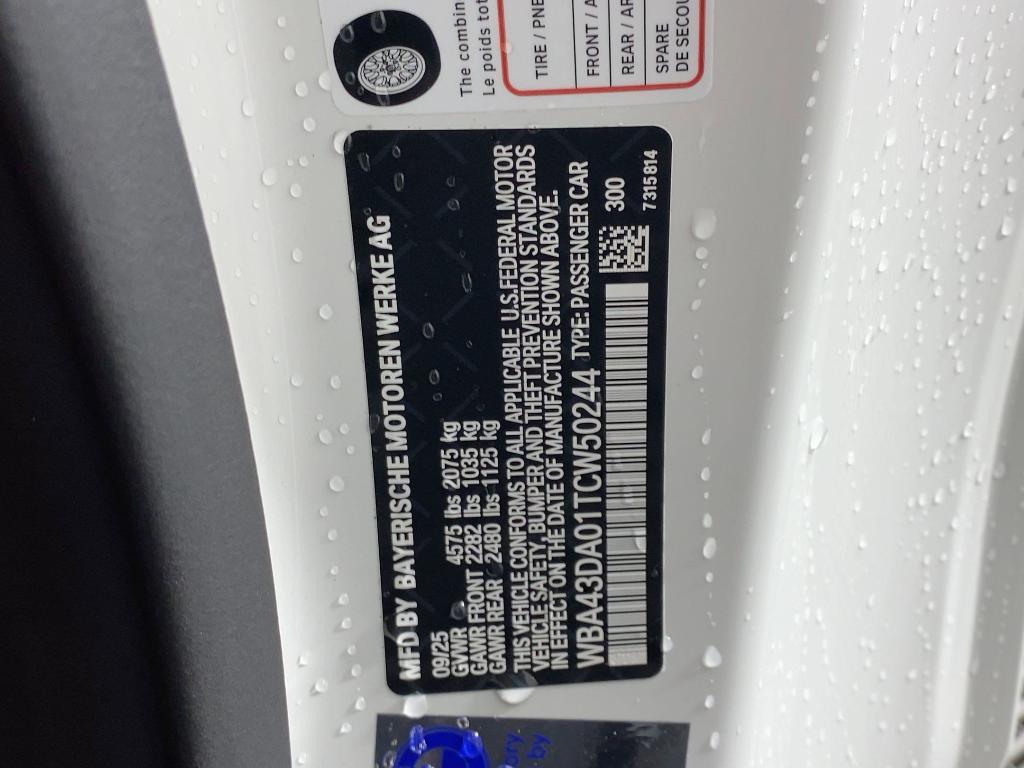 MFD BY BAYERISCHE MOTOREN WERKE AG
09/25
GVWR 4575 lbs 2075 kg
GAWR FRONT 2282 lbs 1035 kg
GAWR REAR 2480 lbs 1125 kg
THIS VEHICLE CONFORMS TO ALL APPLICABLE U.S.FEDERAL MOTOR
VEHICLE SAFETY, BUMPER AND THEFT PREVENTION STANDARDS
IN EFFECT ON THE DATE OF MANUFACTURE SHOWN ABOVE.
WBA43DA01TCW50244 TYPE: PASSENGER CAR
300
7315814
The combin
Le poids tot
TIRE / PNE
FRONT / A
REAR / AR
SPARE
DE SECOU
ory
by